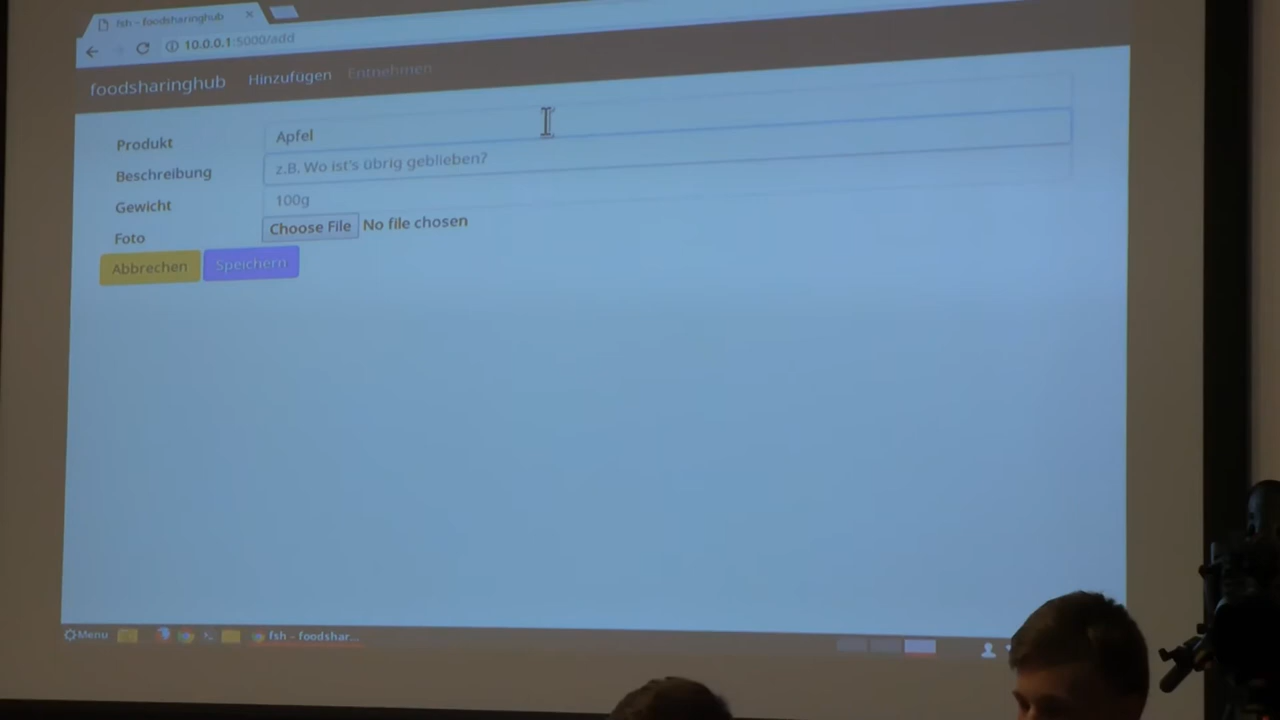 fsh – foodsharinghub
10.0.0.1:5000/add
foodsharinghub Hinzufügen Entnehmen
Produkt Apfel
Beschreibung z.B. Wo ist's übrig geblieben?
Gewicht 100g
Foto Choose File No file chosen
Abbrechen Speichern
Menu fsh – foodshar...